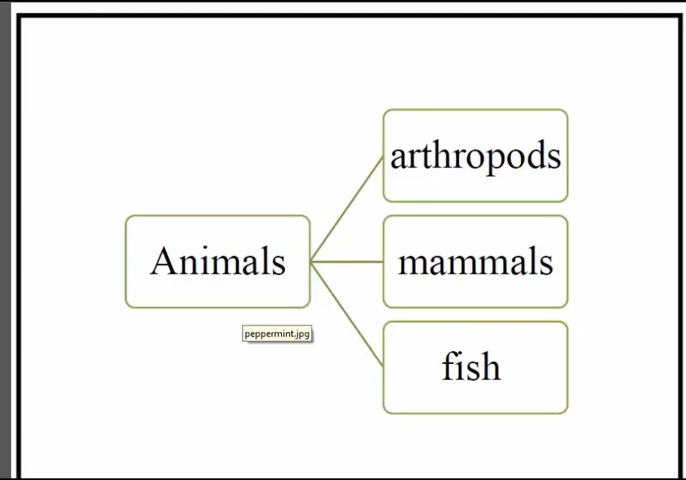 arthropods
Animals
mammals
peppermint.jpg
fish